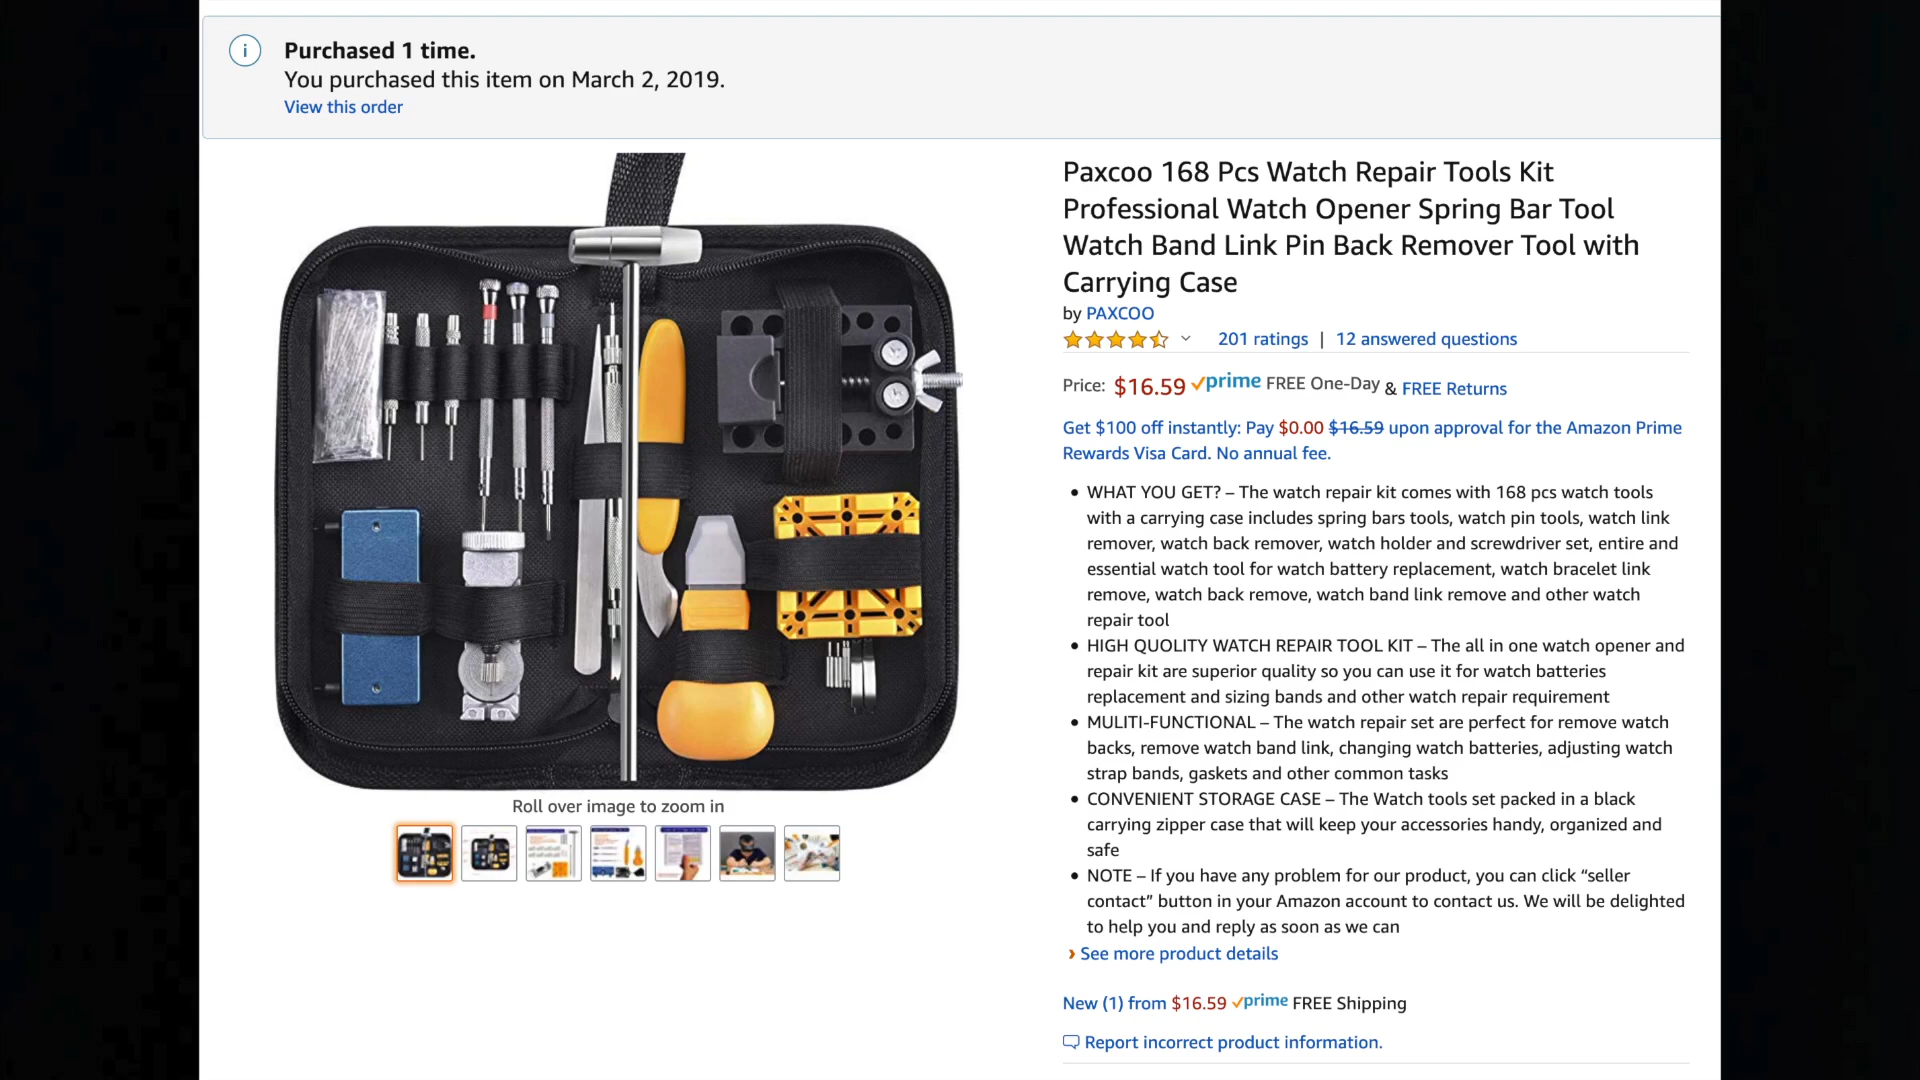 Purchased 1 time.
You purchased this item on March 2, 2019.
View this order
Paxcoo 168 Pcs Watch Repair Tools Kit
Professional Watch Opener Spring Bar Tool
Watch Band Link Pin Back Remover Tool with
Carrying Case
by PAXCOO
201 ratings | 12 answered questions
Price: $16.59 prime FREE One-Day & FREE Returns
Get $100 off instantly: Pay $0.00 $16.59 upon approval for the Amazon Prime
Rewards Visa Card. No annual fee.
• WHAT YOU GET? – The watch repair kit comes with 168 pcs watch tools
with a carrying case includes spring bars tools, watch pin tools, watch link
remover, watch back remover, watch holder and screwdriver set, entire and
essential watch tool for watch battery replacement, watch bracelet link
remove, watch back remove, watch band link remove and other watch
repair tool
• HIGH QUOLITY WATCH REPAIR TOOL KIT – The all in one watch opener and
repair kit are superior quality so you can use it for watch batteries
replacement and sizing bands and other watch repair requirement
• MULITI-FUNCTIONAL – The watch repair set are perfect for remove watch
backs, remove watch band link, changing watch batteries, adjusting watch
strap bands, gaskets and other common tasks
• CONVENIENT STORAGE CASE – The Watch tools set packed in a black
carrying zipper case that will keep your accessories handy, organized and
safe
• NOTE – If you have any problem for our product, you can click “seller
contact” button in your Amazon account to contact us. We will be delighted
to help you and reply as soon as we can
› See more product details
New (1) from $16.59 prime FREE Shipping
Report incorrect product information.
Roll over image to zoom in